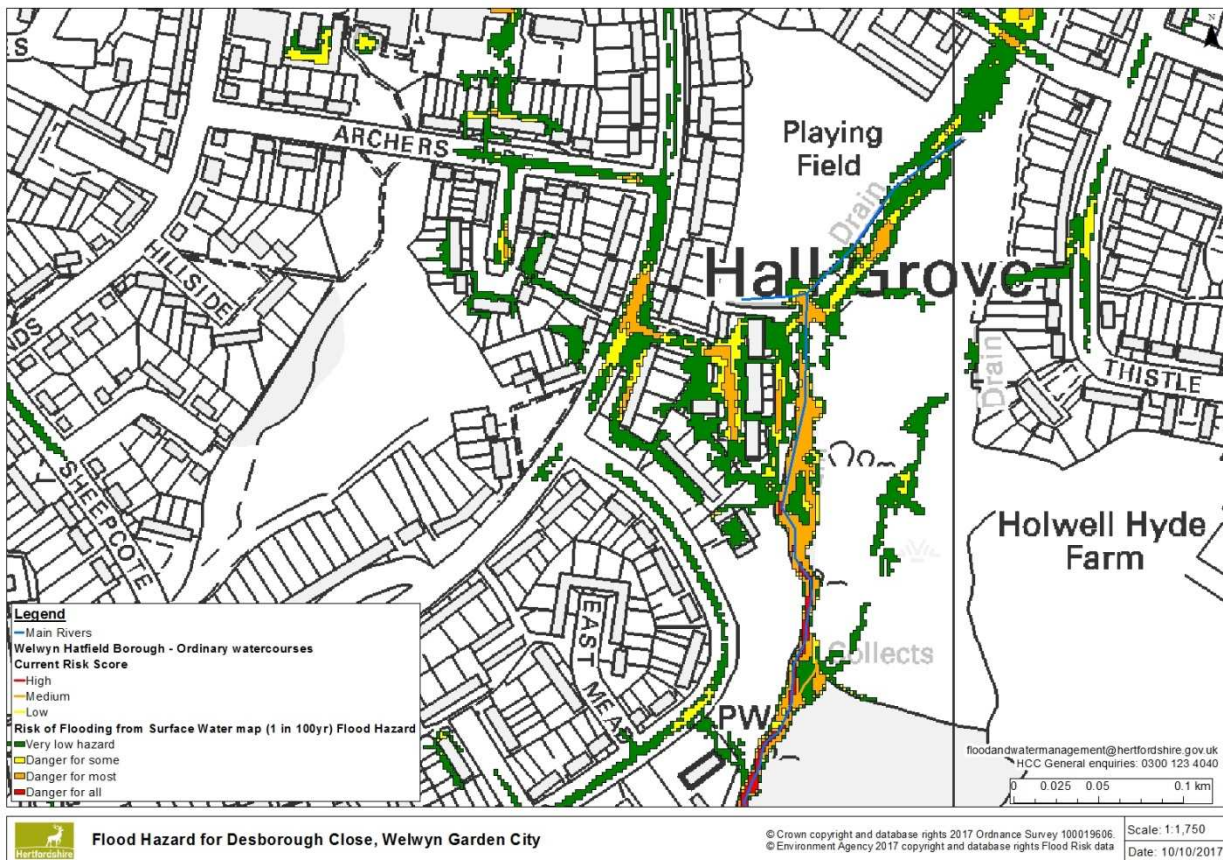 N
Playing
Field
ARCHERS
Drain
HILLSIDE
Hall Grove
Drain
THISTLE
SHEEPCOTE
Holwell Hyde
Farm
EAST MEAD
Collects
Legend
Main Rivers
Welwyn Hatfield Borough - Ordinary watercourses
Current Risk Score
High
Medium
Low
Risk of Flooding from Surface Water map (1 in 100yr) Flood Hazard
Very low hazard
Danger for some
Danger for most
Danger for all
floodandwatermanagement@hertfordshire.gov.uk
HCC General enquiries: 0300 123 4040
0 0.025 0.05 0.1 km
Hertfordshire
Flood Hazard for Desborough Close, Welwyn Garden City
© Crown copyright and database rights 2017 Ordnance Survey 100019606.
© Environment Agency 2017 copyright and database rights Flood Risk data
Scale: 1:1,750
Date: 10/10/2017